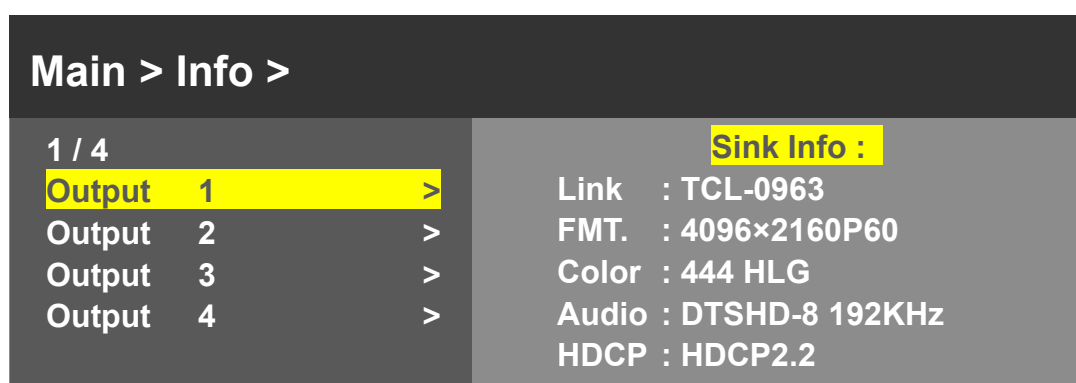 Main > Info >
1 / 4
Output 1 >
Output 2 >
Output 3 >
Output 4 >
Sink Info :
Link : TCL-0963
FMT. : 4096×2160P60
Color : 444 HLG
Audio : DTSHD-8 192KHz
HDCP : HDCP2.2